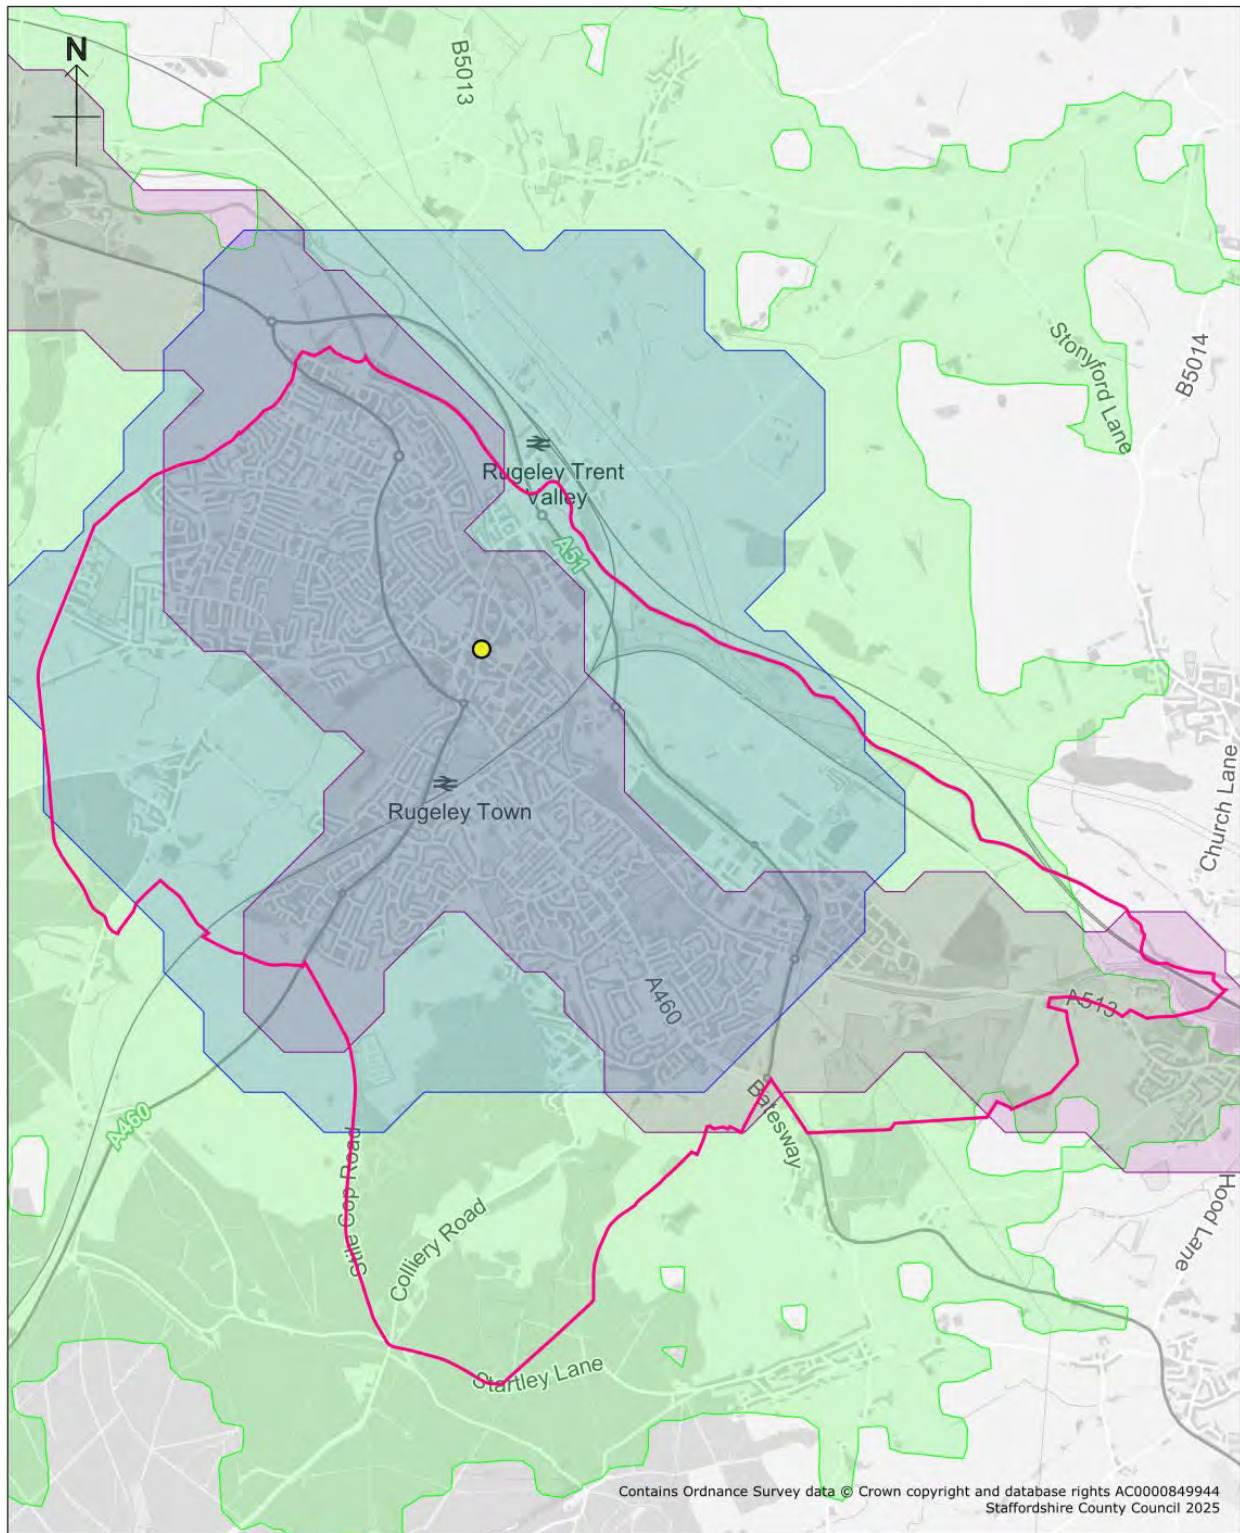 N
B5013
Stonyford Lane
B5014
Rugeley Trent
Valley
A51
Rugeley Town
Church Lane
A460
A513
Batesway
A460
Stile Cop Road
Colliery Road
Hood Lane
Startley Lane
Contains Ordnance Survey data © Crown copyright and database rights AC0000849944
Staffordshire County Council 2025